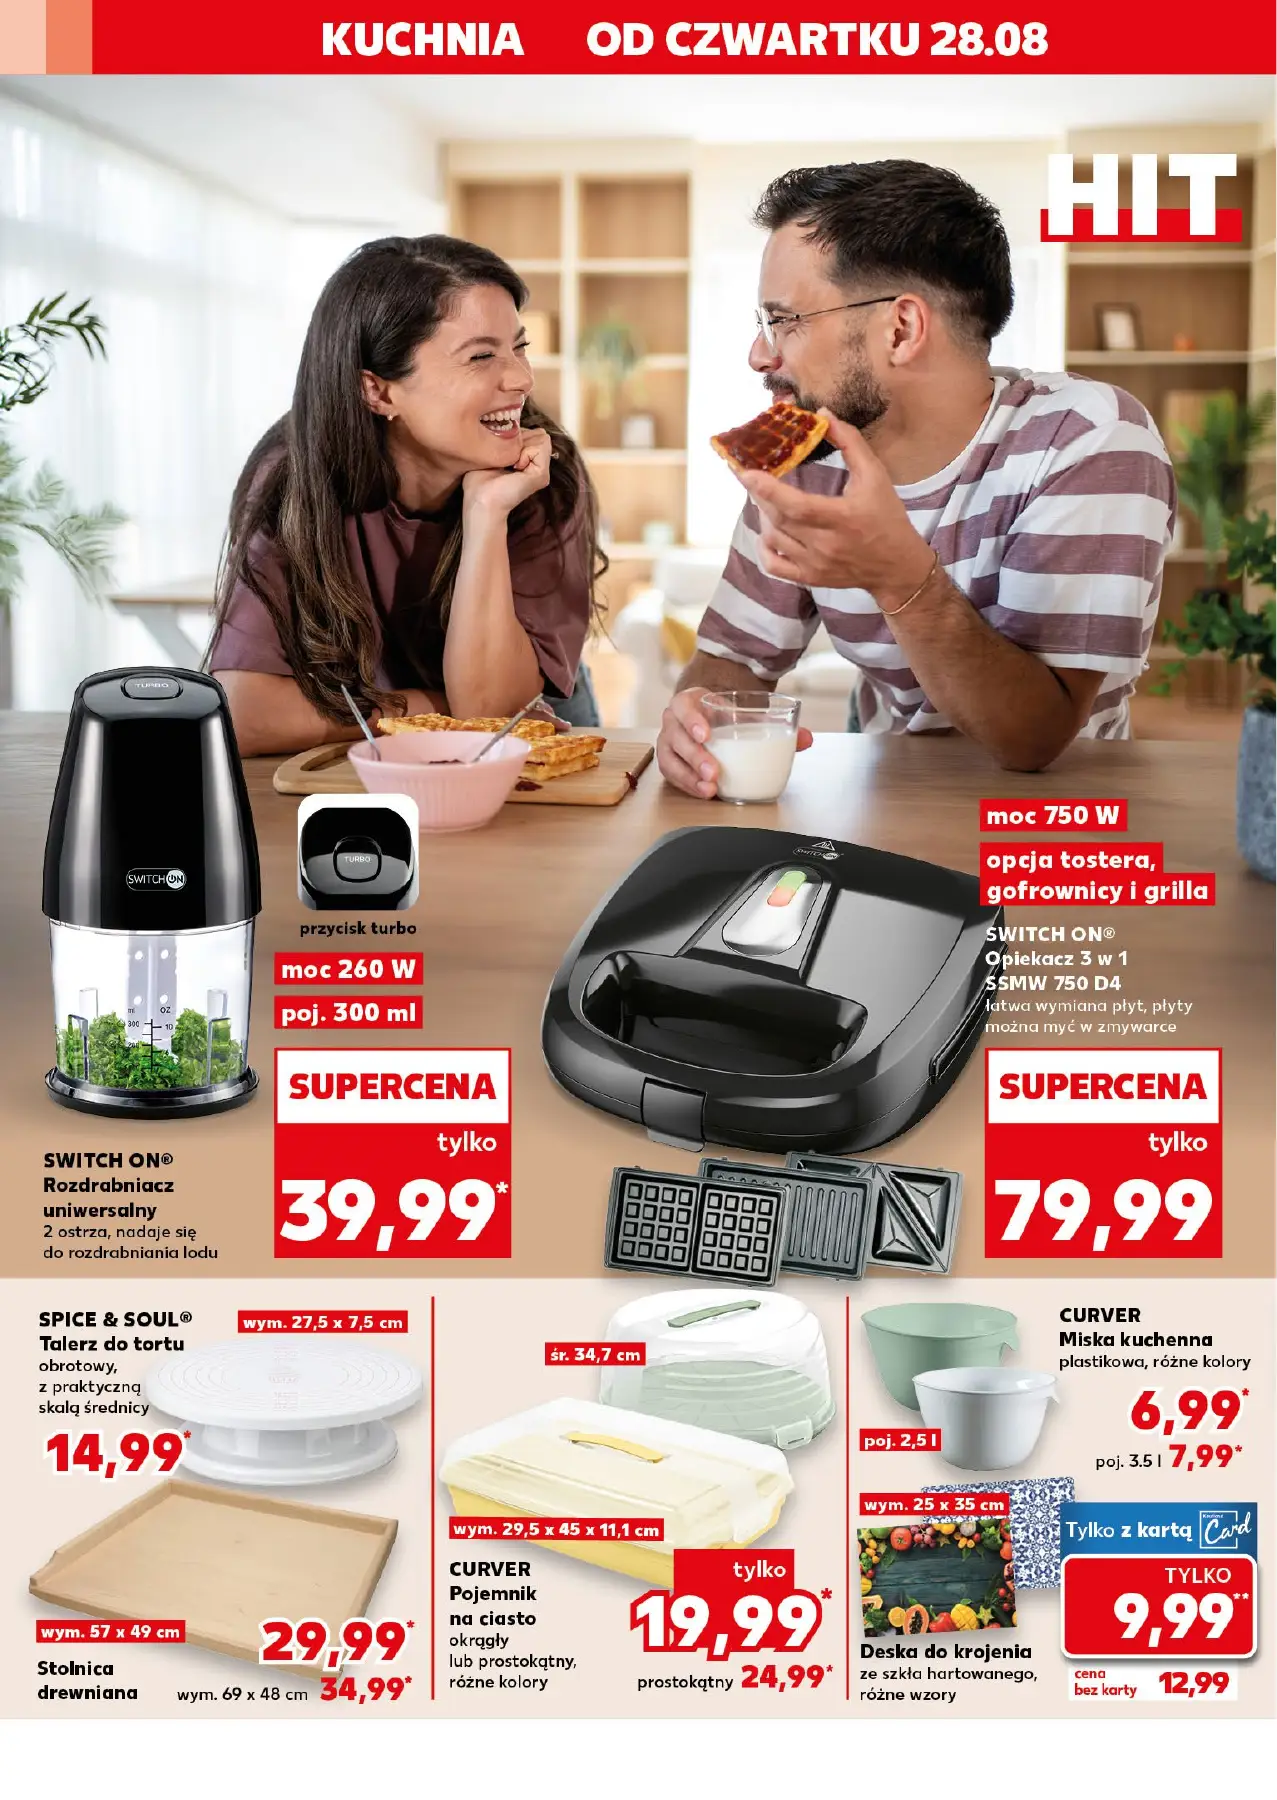 KUCHNIA OD CZWARTKU 28.08
HIT
TURBO
SWITCH ON
ml OZ
300 10
TURBO
przycisk turbo
moc 260 W
poj. 300 ml
SUPERCENA
tylko
39,99*
SWITCH ON®
Rozdrabniacz
uniwersalny
2 ostrza, nadaje się
do rozdrabniania lodu
SWITCH ON
moc 750 W
opcja tostera,
gofrownicy i grilla
SWITCH ON®
Opiekacz 3 w 1
SSMW 750 D4
łatwa wymiana płyt, płyty
można myć w zmywarce
SUPERCENA
tylko
79,99*
SPICE & SOUL®
Talerz do tortu
obrotowy,
z praktyczną
skalą średnicy
wym. 27,5 x 7,5 cm
14,99*
wym. 57 x 49 cm
Stolnica
drewniana
29,99*
wym. 69 x 48 cm 34,99*
śr. 34,7 cm
wym. 29,5 x 45 x 11,1 cm
CURVER
Pojemnik
na ciasto
okrągły
lub prostokątny,
różne kolory
tylko
19,99*
prostokątny 24,99*
CURVER
Miska kuchenna
plastikowa, różne kolory
poj. 2,5 l
6,99*
poj. 3.5 l 7,99*
wym. 25 x 35 cm
Deska do krojenia
ze szkła hartowanego,
różne wzory
Tylko z kartą
Kaufland
Card
TYLKO
9,99**
cena
bez karty
12,99